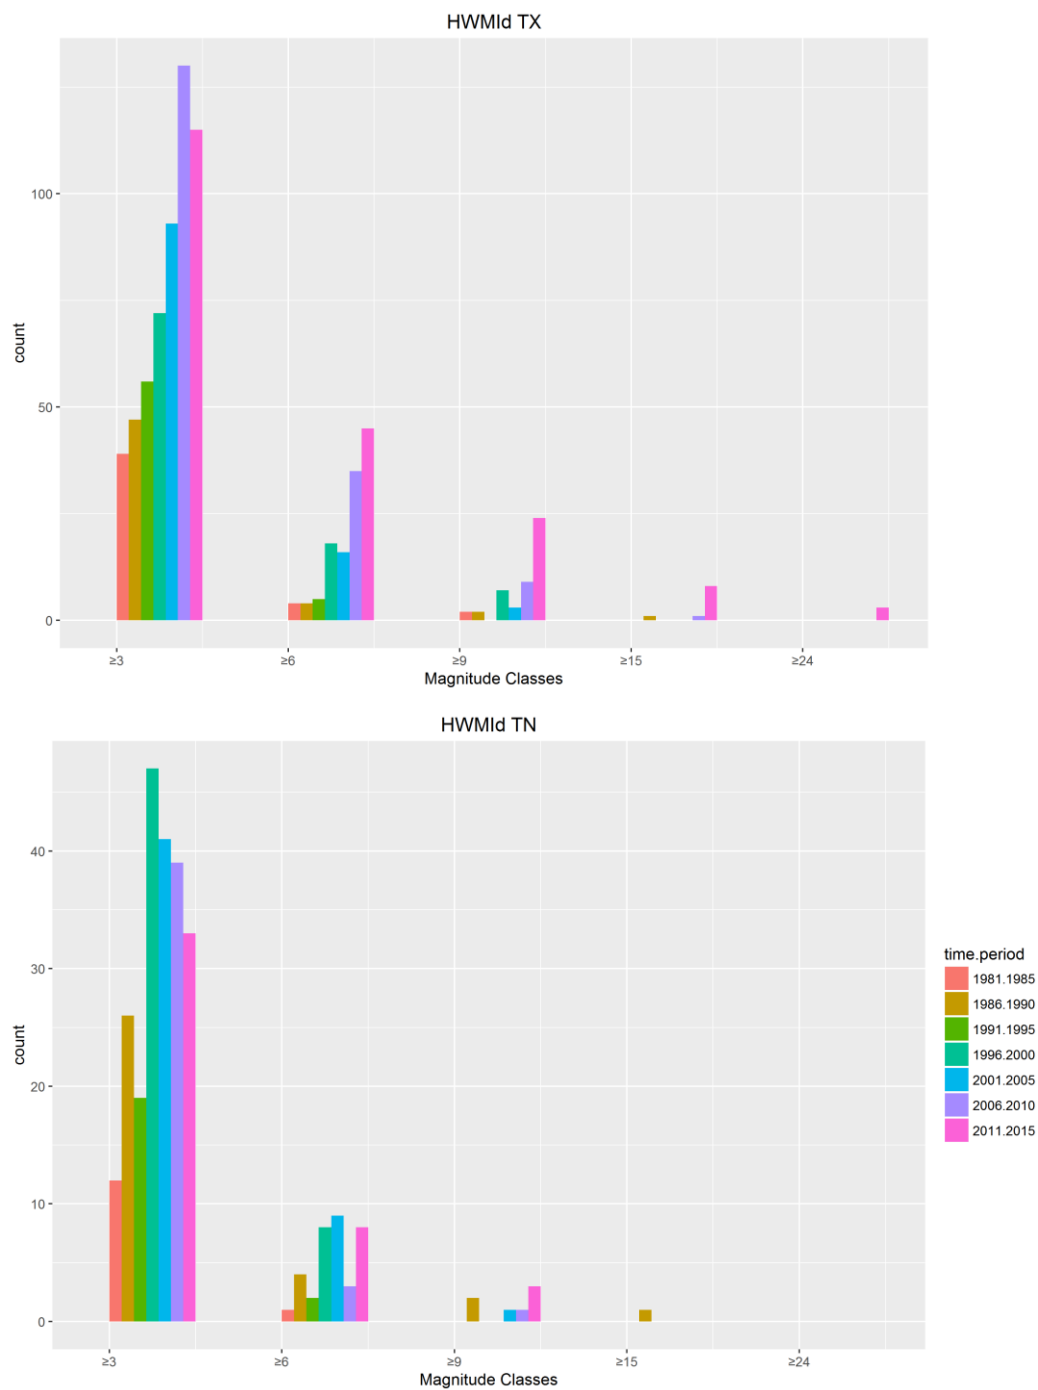 HWMId TX
count
100
50
0
≥3 ≥6 ≥9 ≥15 ≥24
Magnitude Classes
HWMId TN
count
40
30
20
10
0
≥3 ≥6 ≥9 ≥15 ≥24
Magnitude Classes
time.period
1981.1985
1986.1990
1991.1995
1996.2000
2001.2005
2006.2010
2011.2015